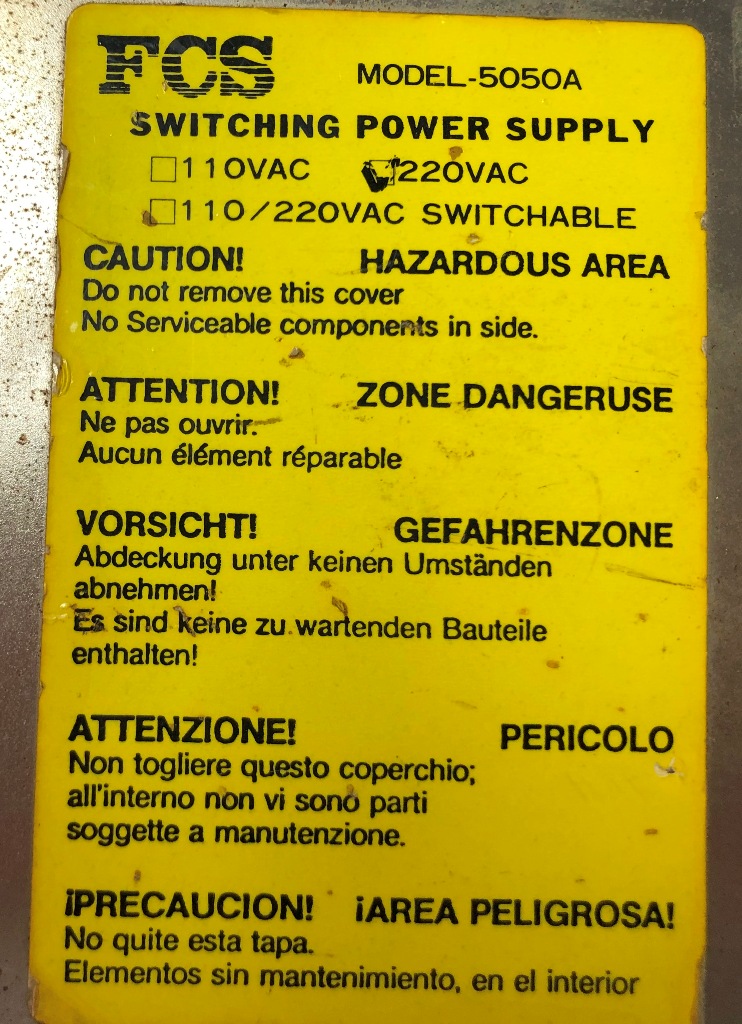 FCS MODEL-5050A
SWITCHING POWER SUPPLY
110VAC 220VAC
110/220VAC SWITCHABLE
CAUTION! HAZARDOUS AREA
Do not remove this cover
No Serviceable components in side.
ATTENTION! ZONE DANGERUSE
Ne pas ouvrir.
Aucun élément réparable
VORSICHT! GEFAHRENZONE
Abdeckung unter keinen Umständen
abnehmen!
Es sind keine zu wartenden Bauteile
enthalten!
ATTENZIONE! PERICOLO
Non togliere questo coperchio;
all'interno non vi sono parti
soggette a manutenzione.
¡PRECAUCION! ¡AREA PELIGROSA!
No quite esta tapa.
Elementos sin mantenimiento, en el interior